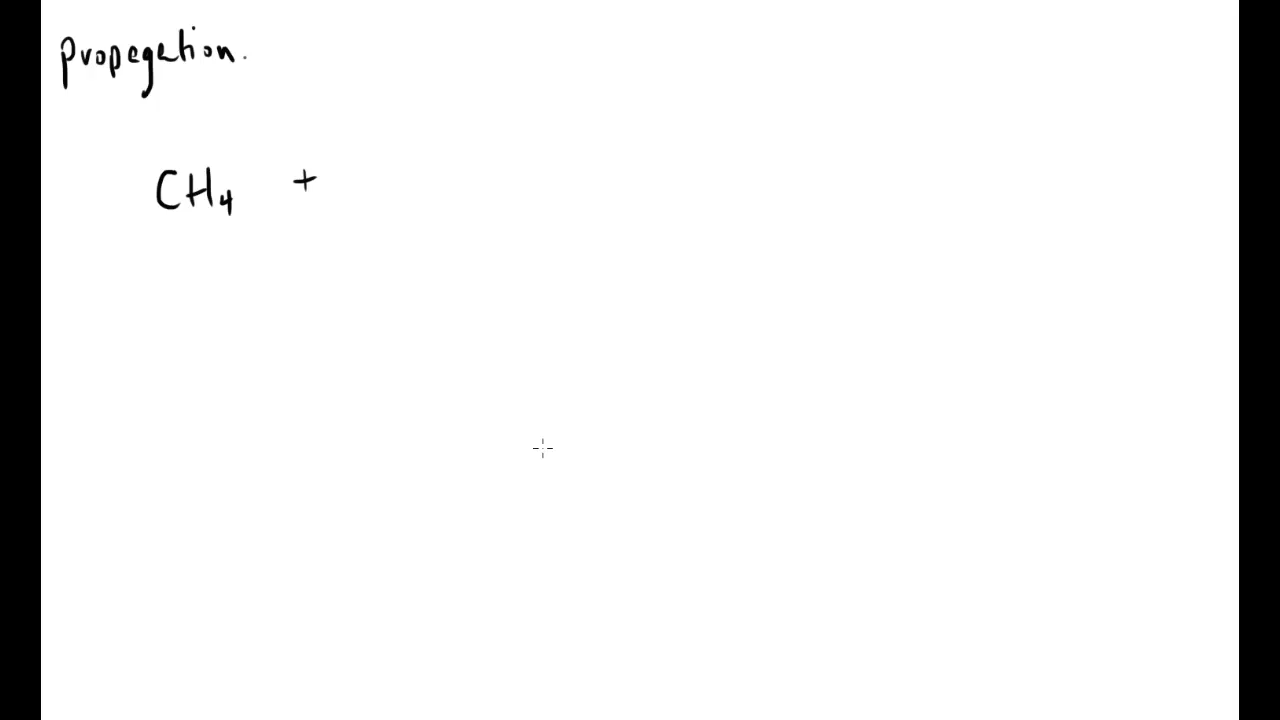 propegation.
CH₄ +